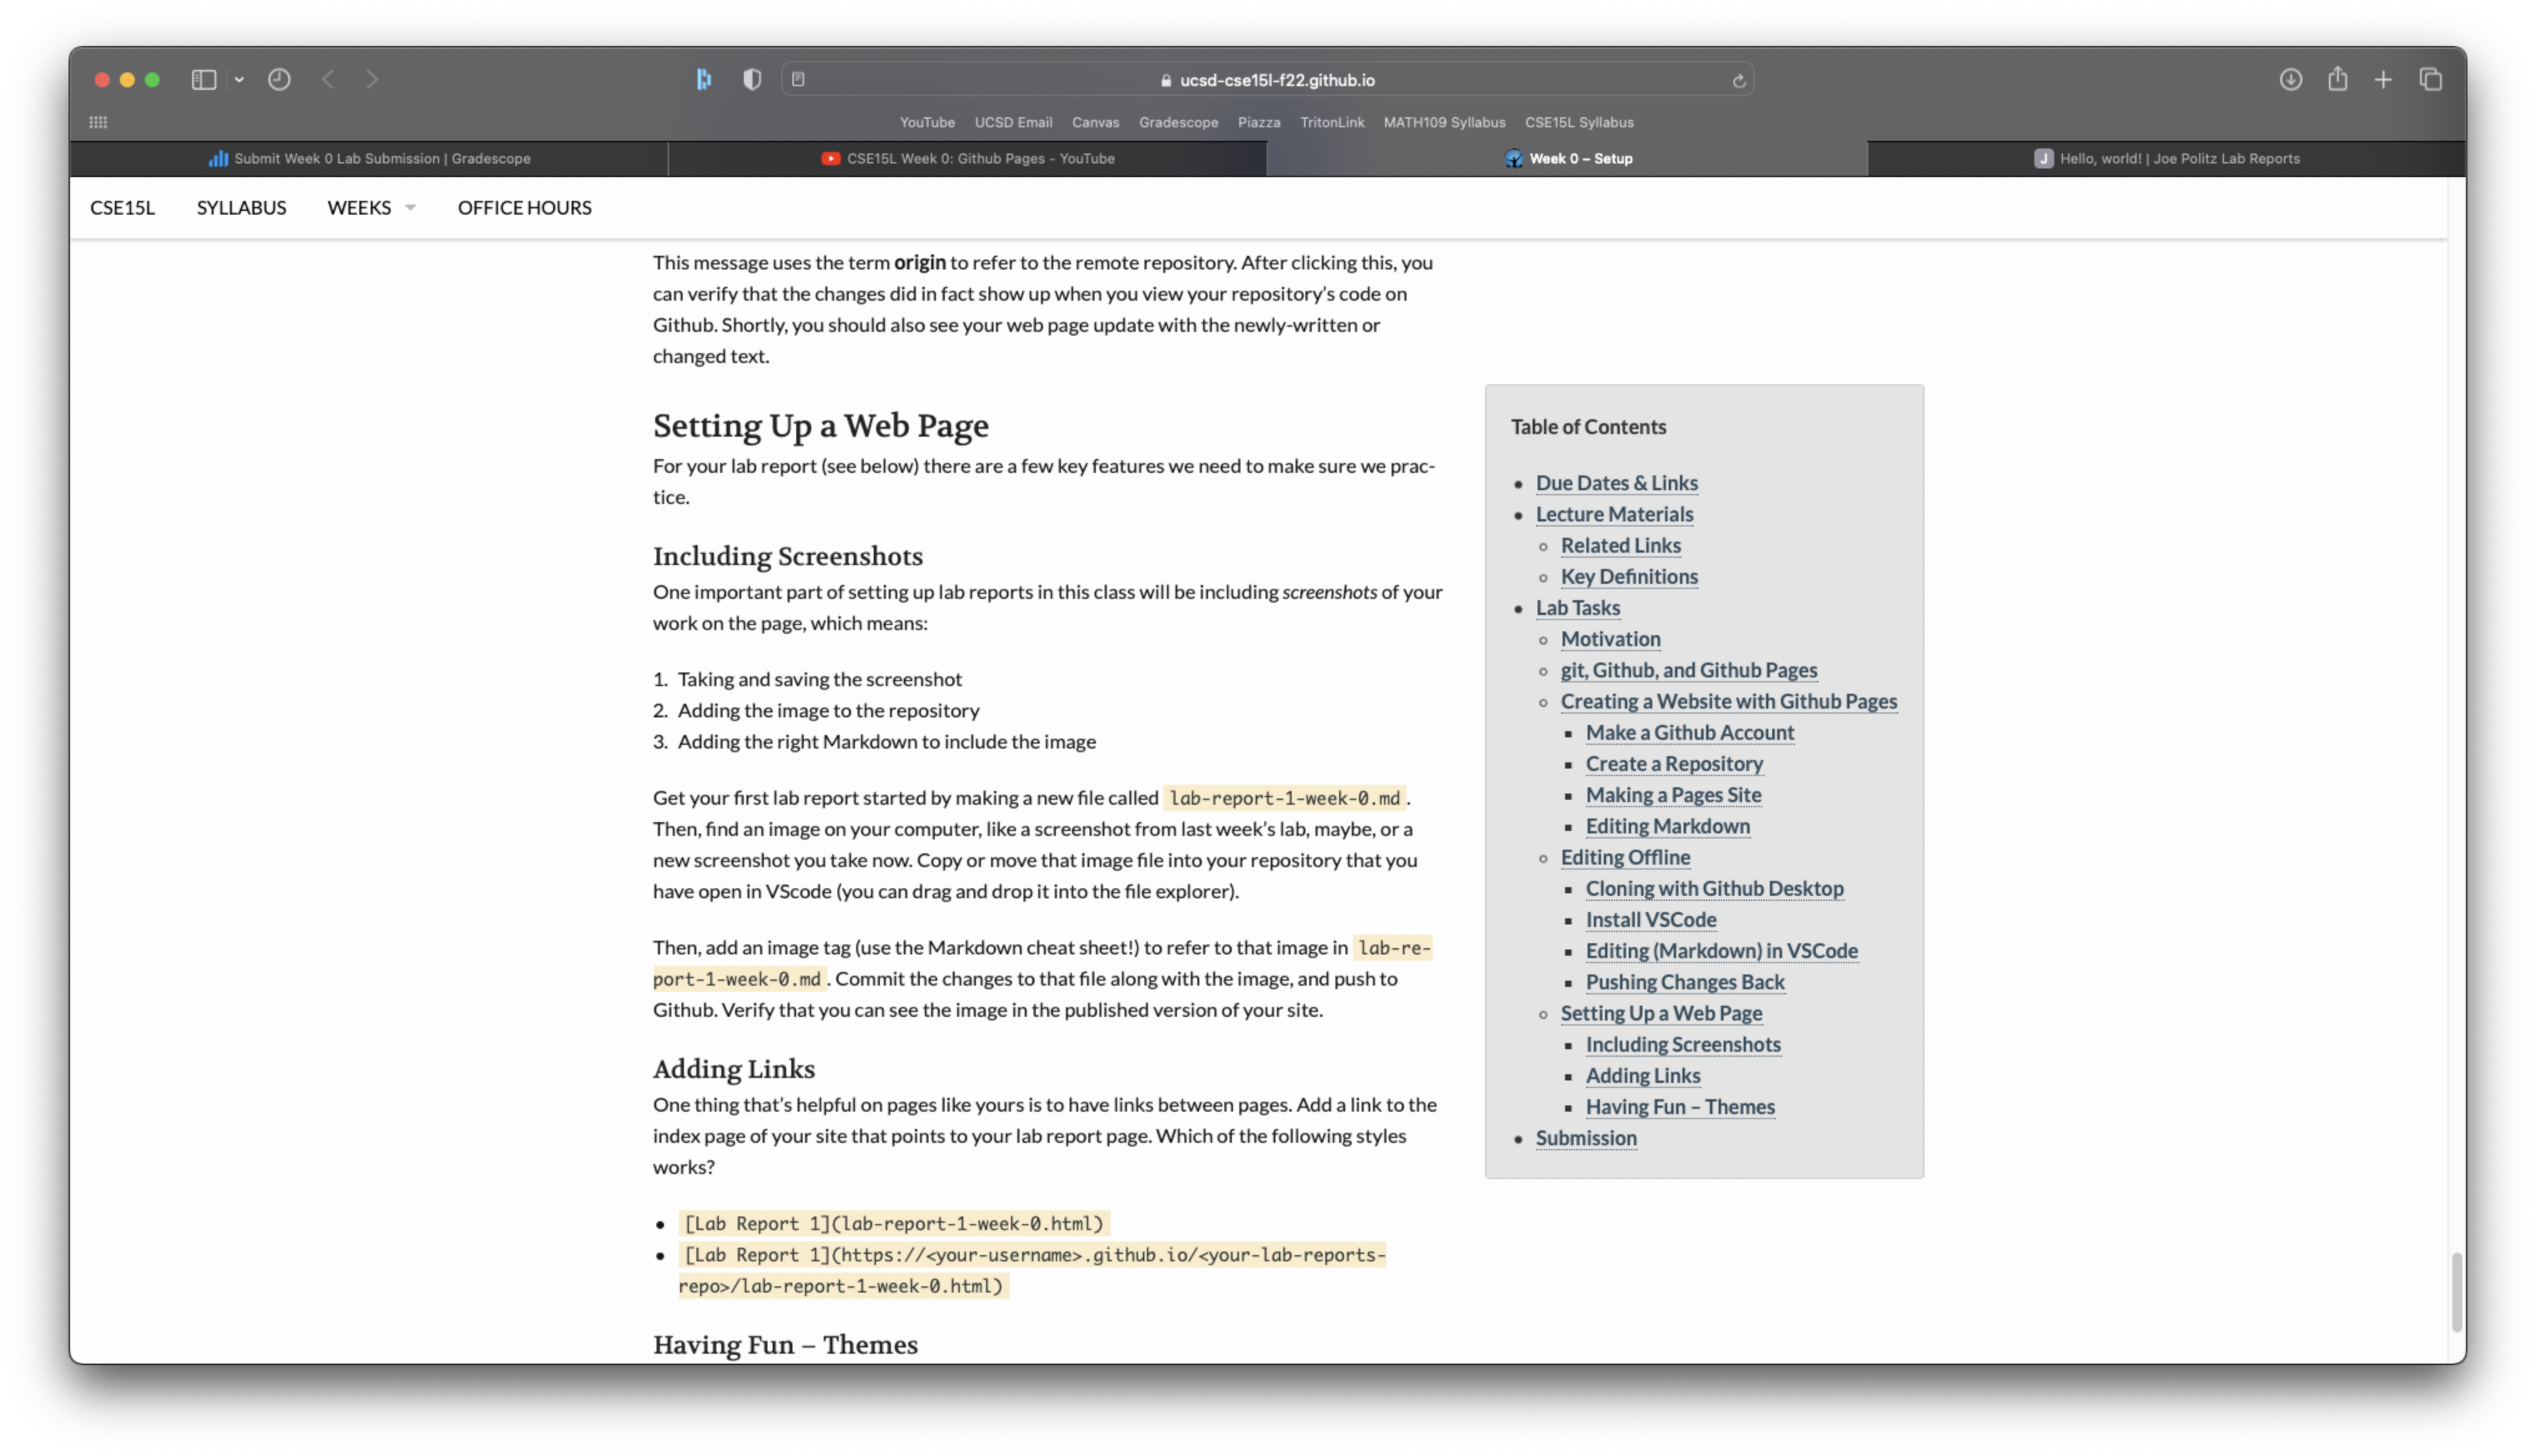 ucsd-cse15l-f22.github.io
YouTube UCSD Email Canvas Gradescope Piazza TritonLink MATH109 Syllabus CSE15L Syllabus
Submit Week 0 Lab Submission | Gradescope
CSE15L Week 0: Github Pages - YouTube
Week 0 – Setup
J Hello, world! | Joe Politz Lab Reports
CSE15L SYLLABUS WEEKS OFFICE HOURS
This message uses the term origin to refer to the remote repository. After clicking this, you
can verify that the changes did in fact show up when you view your repository’s code on
Github. Shortly, you should also see your web page update with the newly-written or
changed text.
Setting Up a Web Page
For your lab report (see below) there are a few key features we need to make sure we prac-
tice.
Including Screenshots
One important part of setting up lab reports in this class will be including screenshots of your
work on the page, which means:
1. Taking and saving the screenshot
2. Adding the image to the repository
3. Adding the right Markdown to include the image
Get your first lab report started by making a new file called lab-report-1-week-0.md.
Then, find an image on your computer, like a screenshot from last week’s lab, maybe, or a
new screenshot you take now. Copy or move that image file into your repository that you
have open in VScode (you can drag and drop it into the file explorer).
Then, add an image tag (use the Markdown cheat sheet!) to refer to that image in lab-re-
port-1-week-0.md. Commit the changes to that file along with the image, and push to
Github. Verify that you can see the image in the published version of your site.
Adding Links
One thing that’s helpful on pages like yours is to have links between pages. Add a link to the
index page of your site that points to your lab report page. Which of the following styles
works?
• [Lab Report 1](lab-report-1-week-0.html)
• [Lab Report 1](https://<your-username>.github.io/<your-lab-reports-
repo>/lab-report-1-week-0.html)
Having Fun – Themes
Table of Contents
• Due Dates & Links
• Lecture Materials
◦ Related Links
◦ Key Definitions
• Lab Tasks
◦ Motivation
◦ git, Github, and Github Pages
◦ Creating a Website with Github Pages
▪ Make a Github Account
▪ Create a Repository
▪ Making a Pages Site
▪ Editing Markdown
◦ Editing Offline
▪ Cloning with Github Desktop
▪ Install VSCode
▪ Editing (Markdown) in VSCode
▪ Pushing Changes Back
◦ Setting Up a Web Page
▪ Including Screenshots
▪ Adding Links
▪ Having Fun – Themes
• Submission